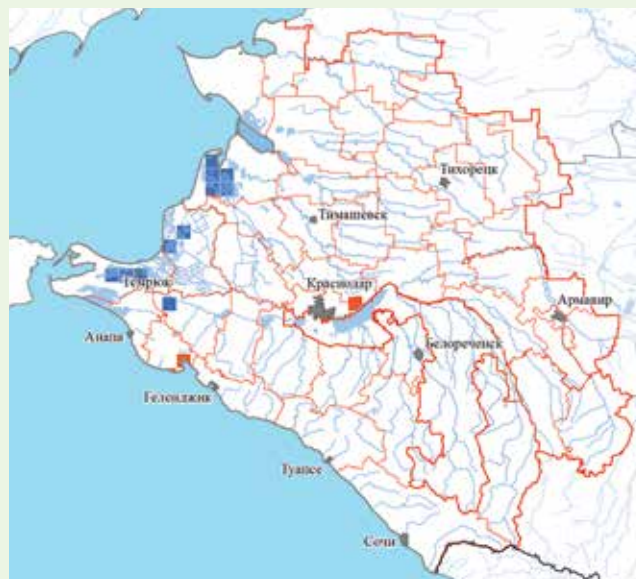 Тихорецк
Тимашевск
Темрюк
Краснодар
Армавир
Анапа
Белореченск
Геленджик
Туапсе
Сочи